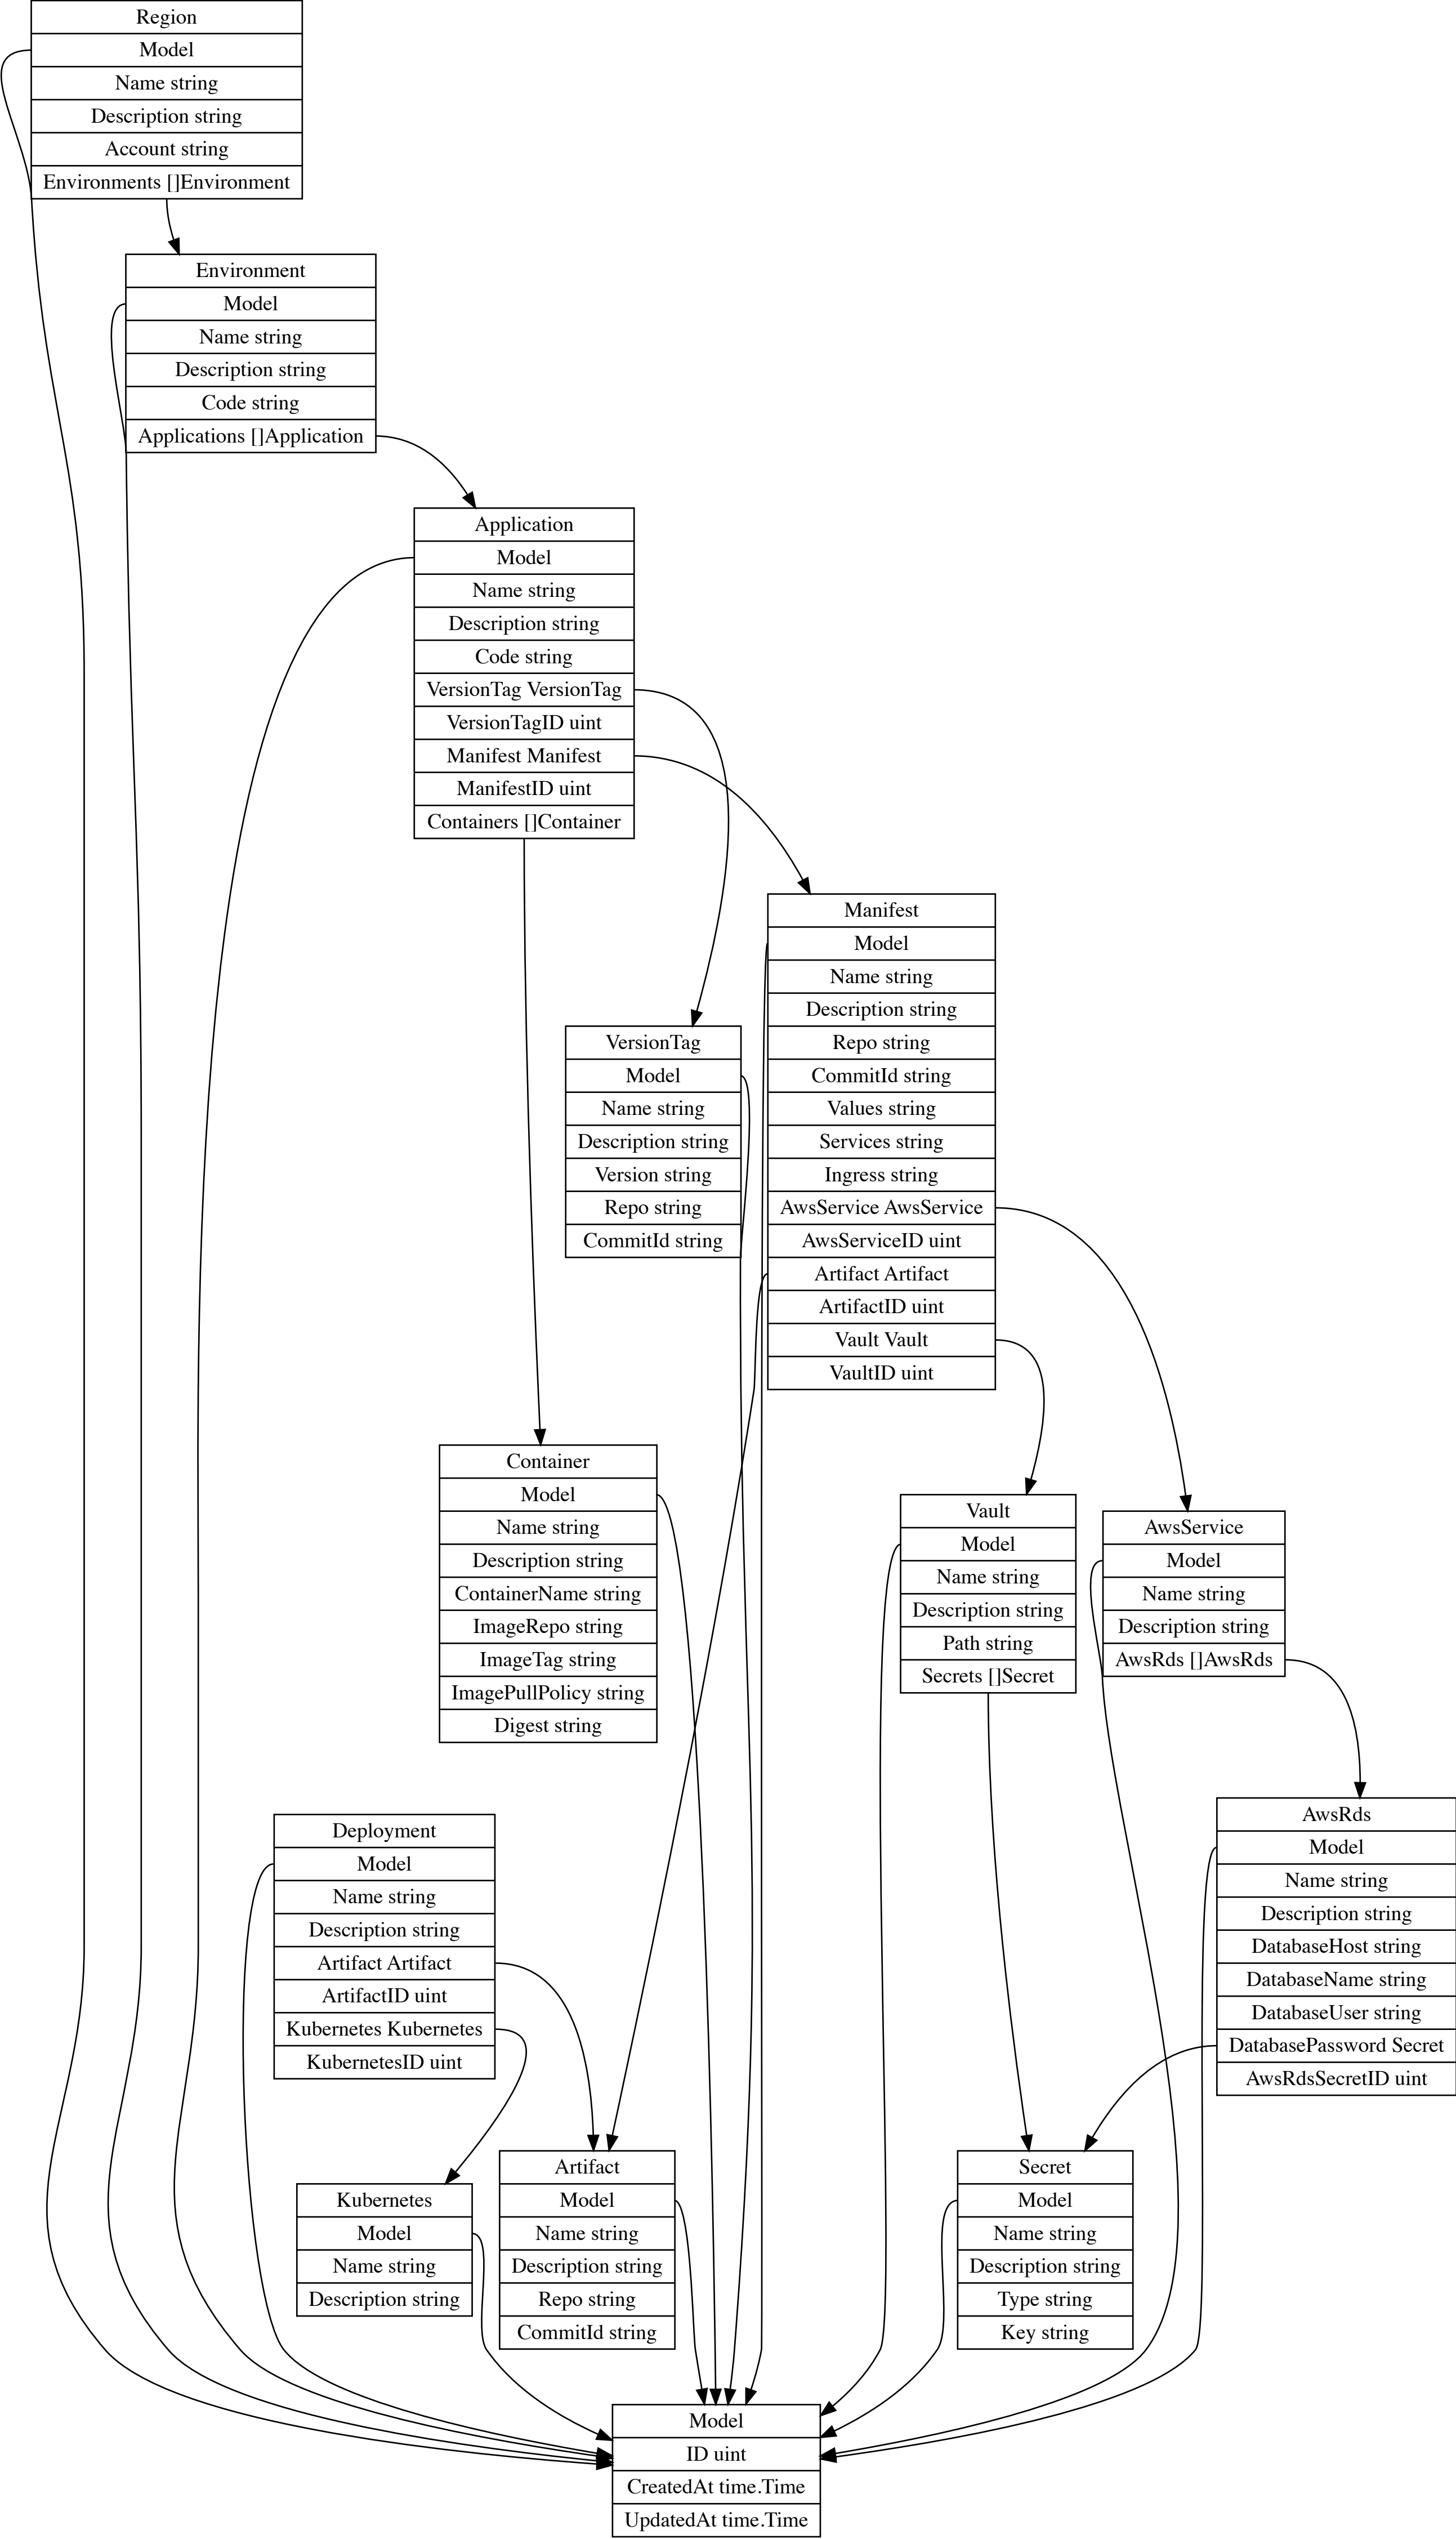 Region
Model
Name string
Description string
Account string
Environments []Environment
Environment
Model
Name string
Description string
Code string
Applications []Application
Application
Model
Name string
Description string
Code string
VersionTag VersionTag
VersionTagID uint
Manifest Manifest
ManifestID uint
Containers []Container
Manifest
Model
Name string
Description string
Repo string
CommitId string
Values string
Services string
Ingress string
AwsService AwsService
AwsServiceID uint
Artifact Artifact
ArtifactID uint
Vault Vault
VaultID uint
VersionTag
Model
Name string
Description string
Version string
Repo string
CommitId string
Container
Model
Name string
Description string
ContainerName string
ImageRepo string
ImageTag string
ImagePullPolicy string
Digest string
Vault
Model
Name string
Description string
Path string
Secrets []Secret
AwsService
Model
Name string
Description string
AwsRds []AwsRds
AwsRds
Model
Name string
Description string
DatabaseHost string
DatabaseName string
DatabaseUser string
DatabasePassword Secret
AwsRdsSecretID uint
Deployment
Model
Name string
Description string
Artifact Artifact
ArtifactID uint
Kubernetes Kubernetes
KubernetesID uint
Kubernetes
Model
Name string
Description string
Artifact
Model
Name string
Description string
Repo string
CommitId string
Secret
Model
Name string
Description string
Type string
Key string
Model
ID uint
CreatedAt time.Time
UpdatedAt time.Time